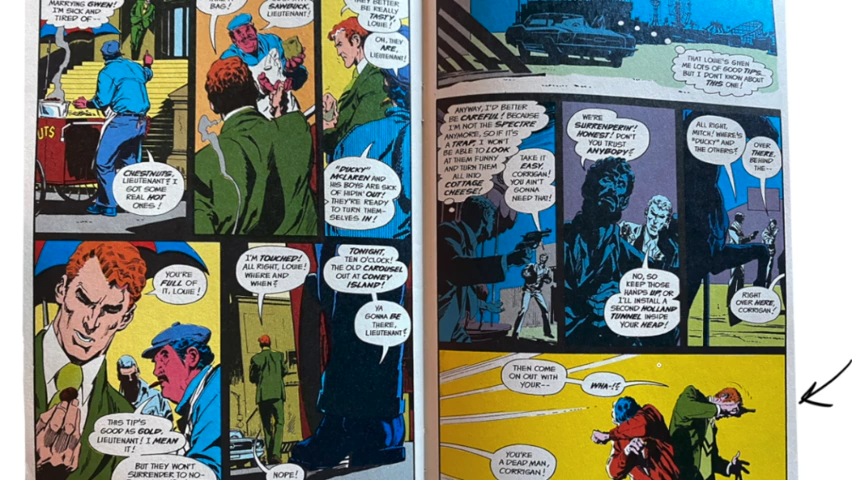 MARRYING GWEN!
I'M SICK AND
TIRED OF--
BAG!
SAWBUCK,
LIEUTENANT!
THEY BETTER
BE REALLY
TASTY,
LOUIE!
OH, THEY
ARE,
LIEUTENANT!
UTS
CHESTNUTS,
LIEUTENANT? I
GOT SOME
REAL HOT
ONES!
"DUCKY"
McLAREN AND
HIS BOYS ARE SICK
OF HIDIN' OUT!
THEY'RE READY
TO TURN THEM-
SELVES IN!
YOU'RE
FULL OF
IT, LOUIE!
THIS TIP'S
GOOD AS GOLD,
LIEUTENANT! I MEAN
IT!
BUT THEY WON'T
SURRENDER TO NO-
I'M TOUCHED!
ALL RIGHT, LOUIE!
WHERE AND
WHEN?
TONIGHT,
TEN O'CLOCK!
THE OLD CAROUSEL
OUT AT CONEY
ISLAND!
YA
GONNA BE
THERE,
LIEUTENANT?
NOPE!
THAT LOUIE'S GIVEN
ME LOTS OF GOOD TIPS...
BUT I DON'T KNOW ABOUT
THIS ONE!
ANYWAY, I'D BETTER
BE CAREFUL! BECAUSE
I'M NOT THE SPECTRE
ANYMORE, SO IF IT'S
A TRAP, I WON'T
BE ABLE TO LOOK
AT THEM FUNNY
AND TURN THEM
ALL INTO
COTTAGE
CHEESE!
TAKE IT
EASY,
CORRIGAN!
YOU AIN'T
GONNA
NEED THAT!
WE'RE
SURRENDERIN'!
HONEST! DON'T
YOU TRUST
ANYBODY?
NO, SO
KEEP THOSE
HANDS UP, OR
I'LL INSTALL A
SECOND HOLLAND
TUNNEL INSIDE
YOUR HEAD!
ALL RIGHT,
MITCH! WHERE'S
"DUCKY" AND
THE OTHERS?
OVER
THERE,
BEHIND
THE--
RIGHT
OVER HERE,
CORRIGAN!
THEN COME
ON OUT WITH
YOUR--
WHA-!?
YOU'RE
A DEAD MAN,
CORRIGAN!